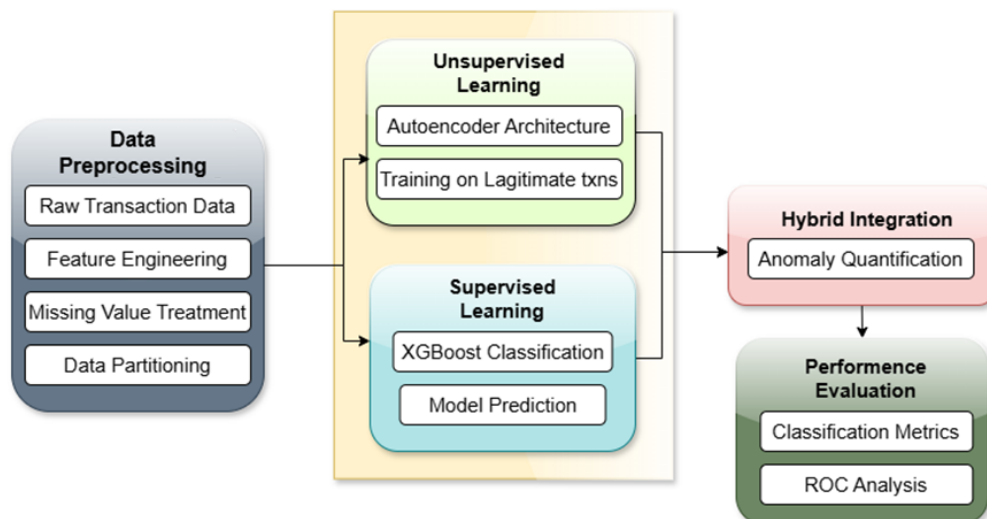 Data
Preprocessing
Raw Transaction Data
Feature Engineering
Missing Value Treatment
Data Partitioning
Unsupervised
Learning
Autoencoder Architecture
Training on Lagitimate txns
Supervised
Learning
XGBoost Classification
Model Prediction
Hybrid Integration
Anomaly Quantification
Performence
Evaluation
Classification Metrics
ROC Analysis